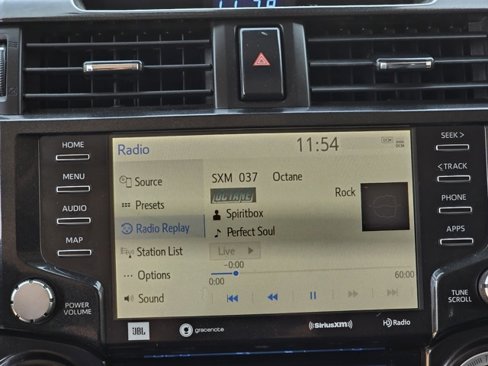 HOME
MENU
AUDIO
MAP
POWER
VOLUME
Radio
11:54
Source
Presets
Radio Replay
Station List
Options
Sound
SXM 037 Octane
OCTANE
Rock
Spiritbox
Perfect Soul
Live
-0:00
0:00
60:00
SEEK >
< TRACK
PHONE
APPS
TUNE
SCROLL
JBL
gracenote
((SiriusXM))
HD Radio